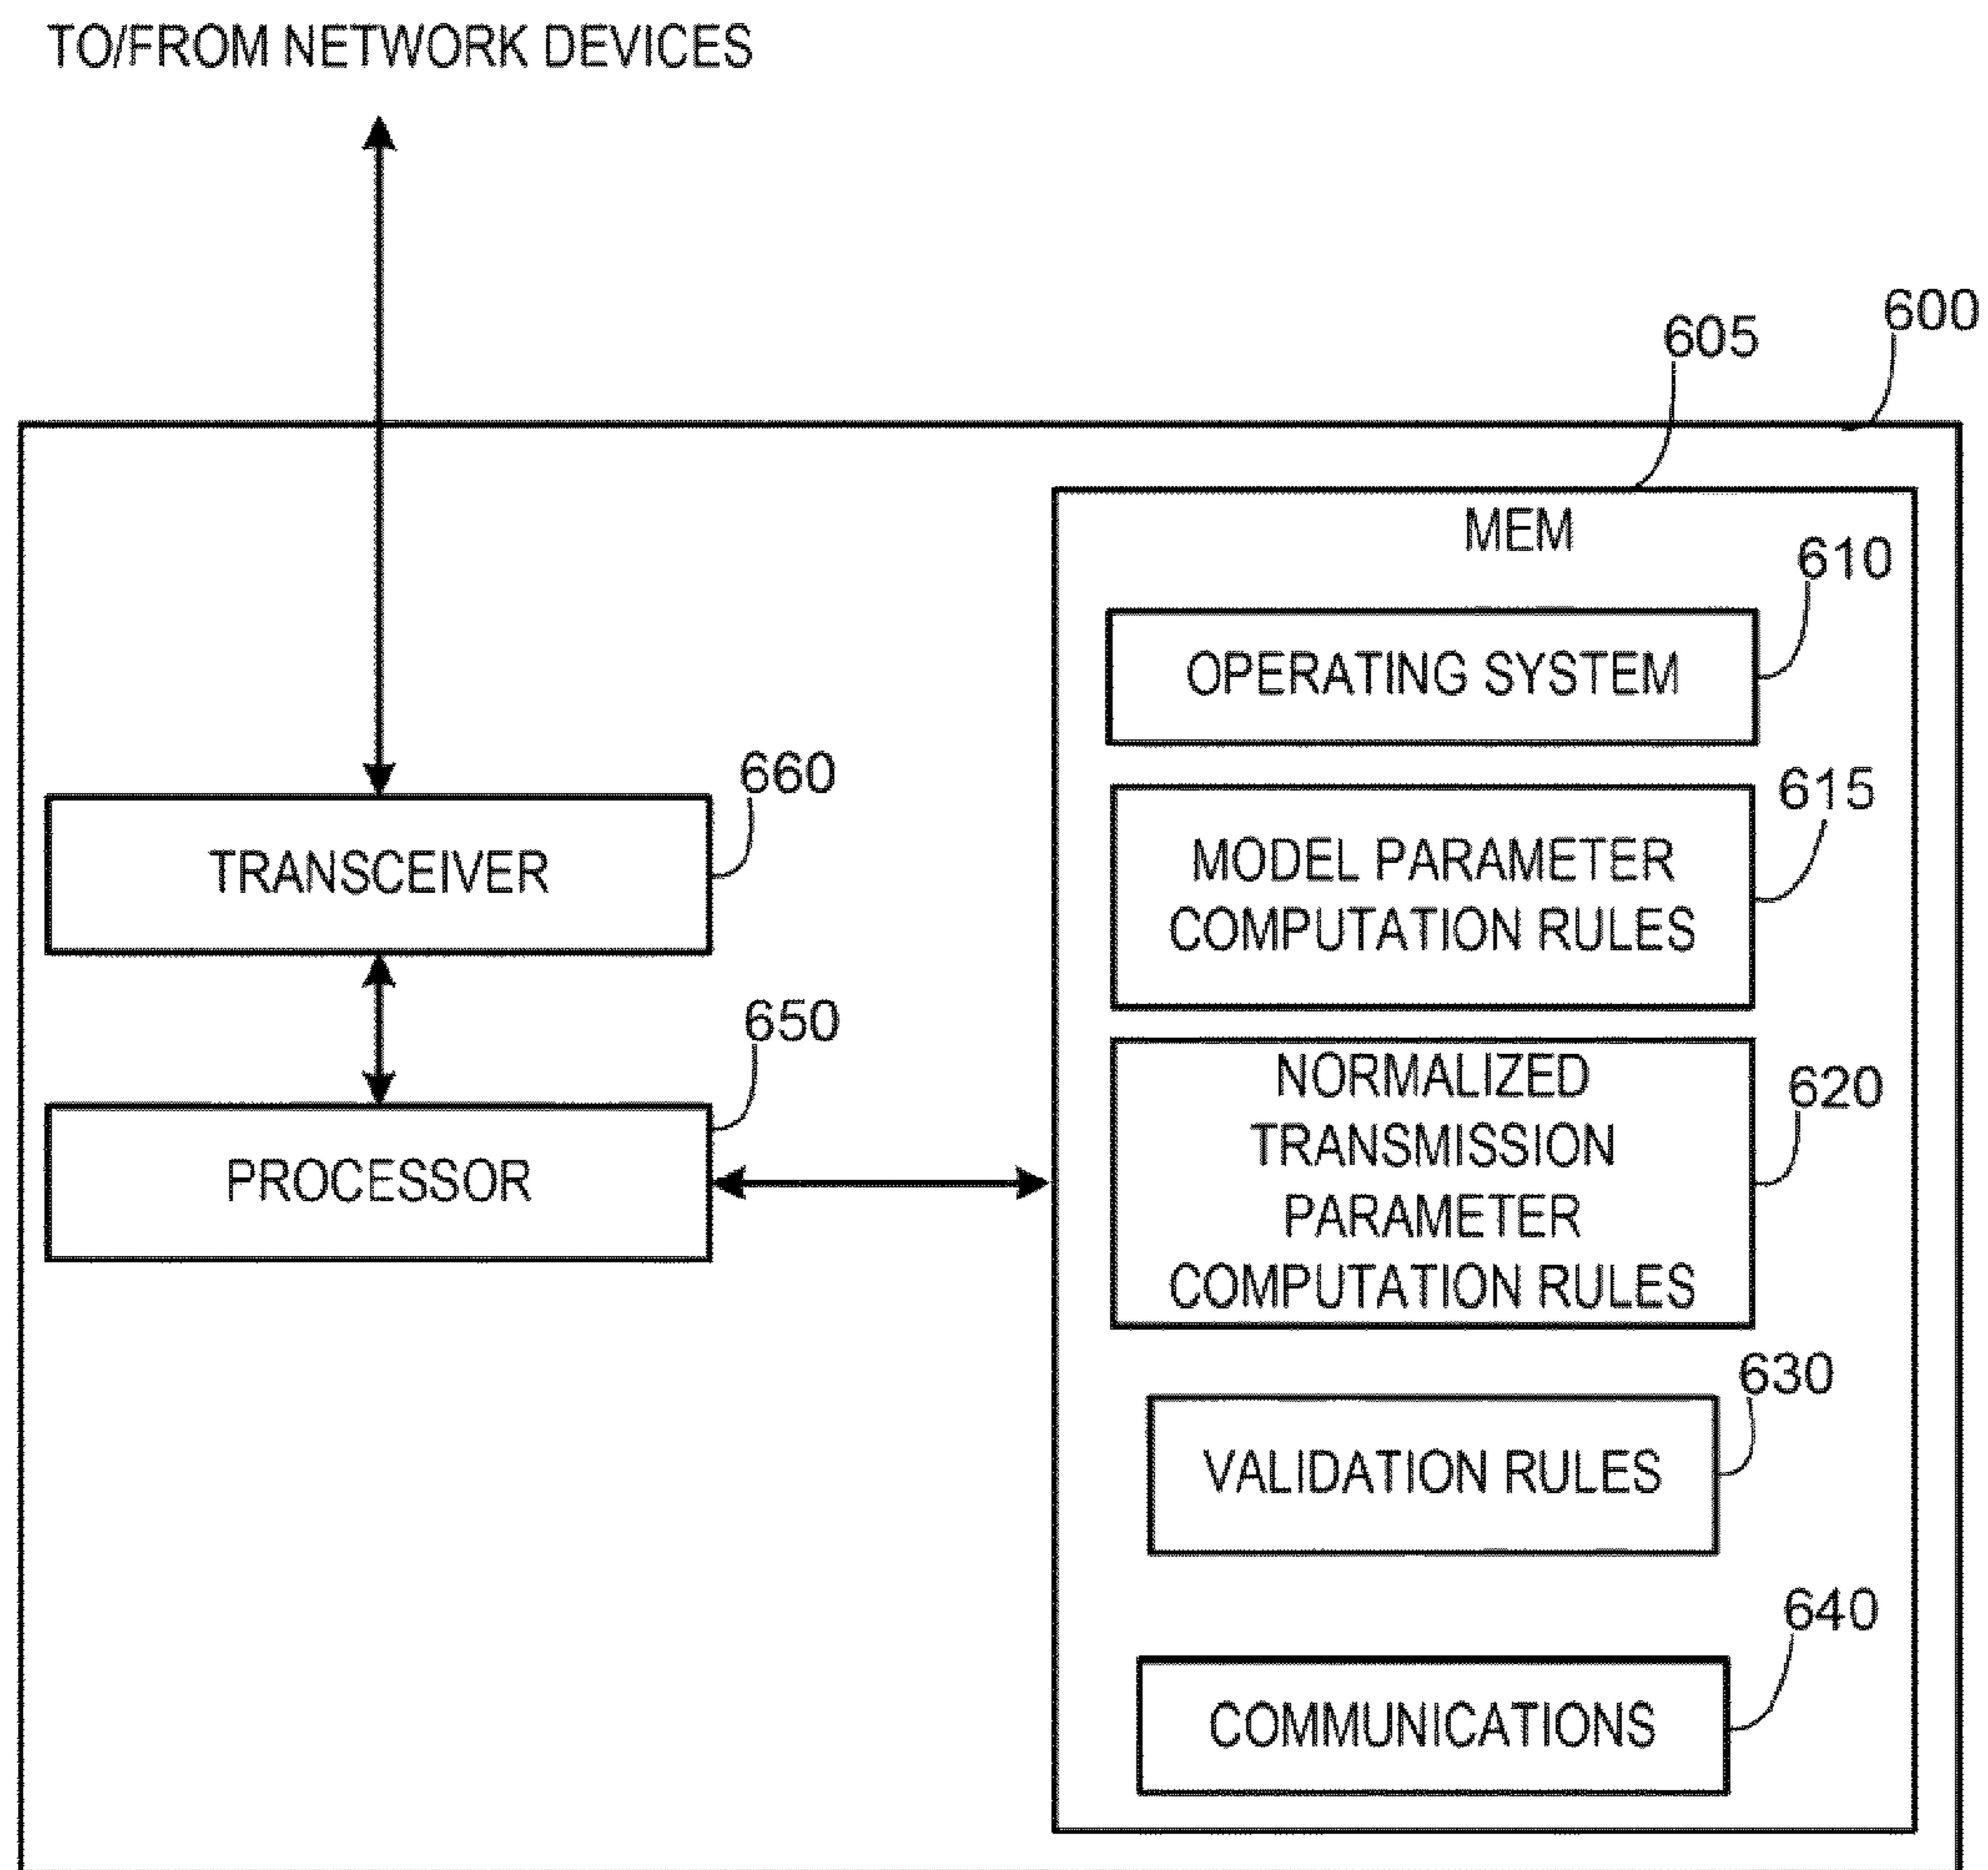 TO/FROM NETWORK DEVICES
600
605
MEM
610
OPERATING SYSTEM
615
MODEL PARAMETER
COMPUTATION RULES
660
TRANSCEIVER
650
PROCESSOR
620
NORMALIZED
TRANSMISSION
PARAMETER
COMPUTATION RULES
630
VALIDATION RULES
640
COMMUNICATIONS